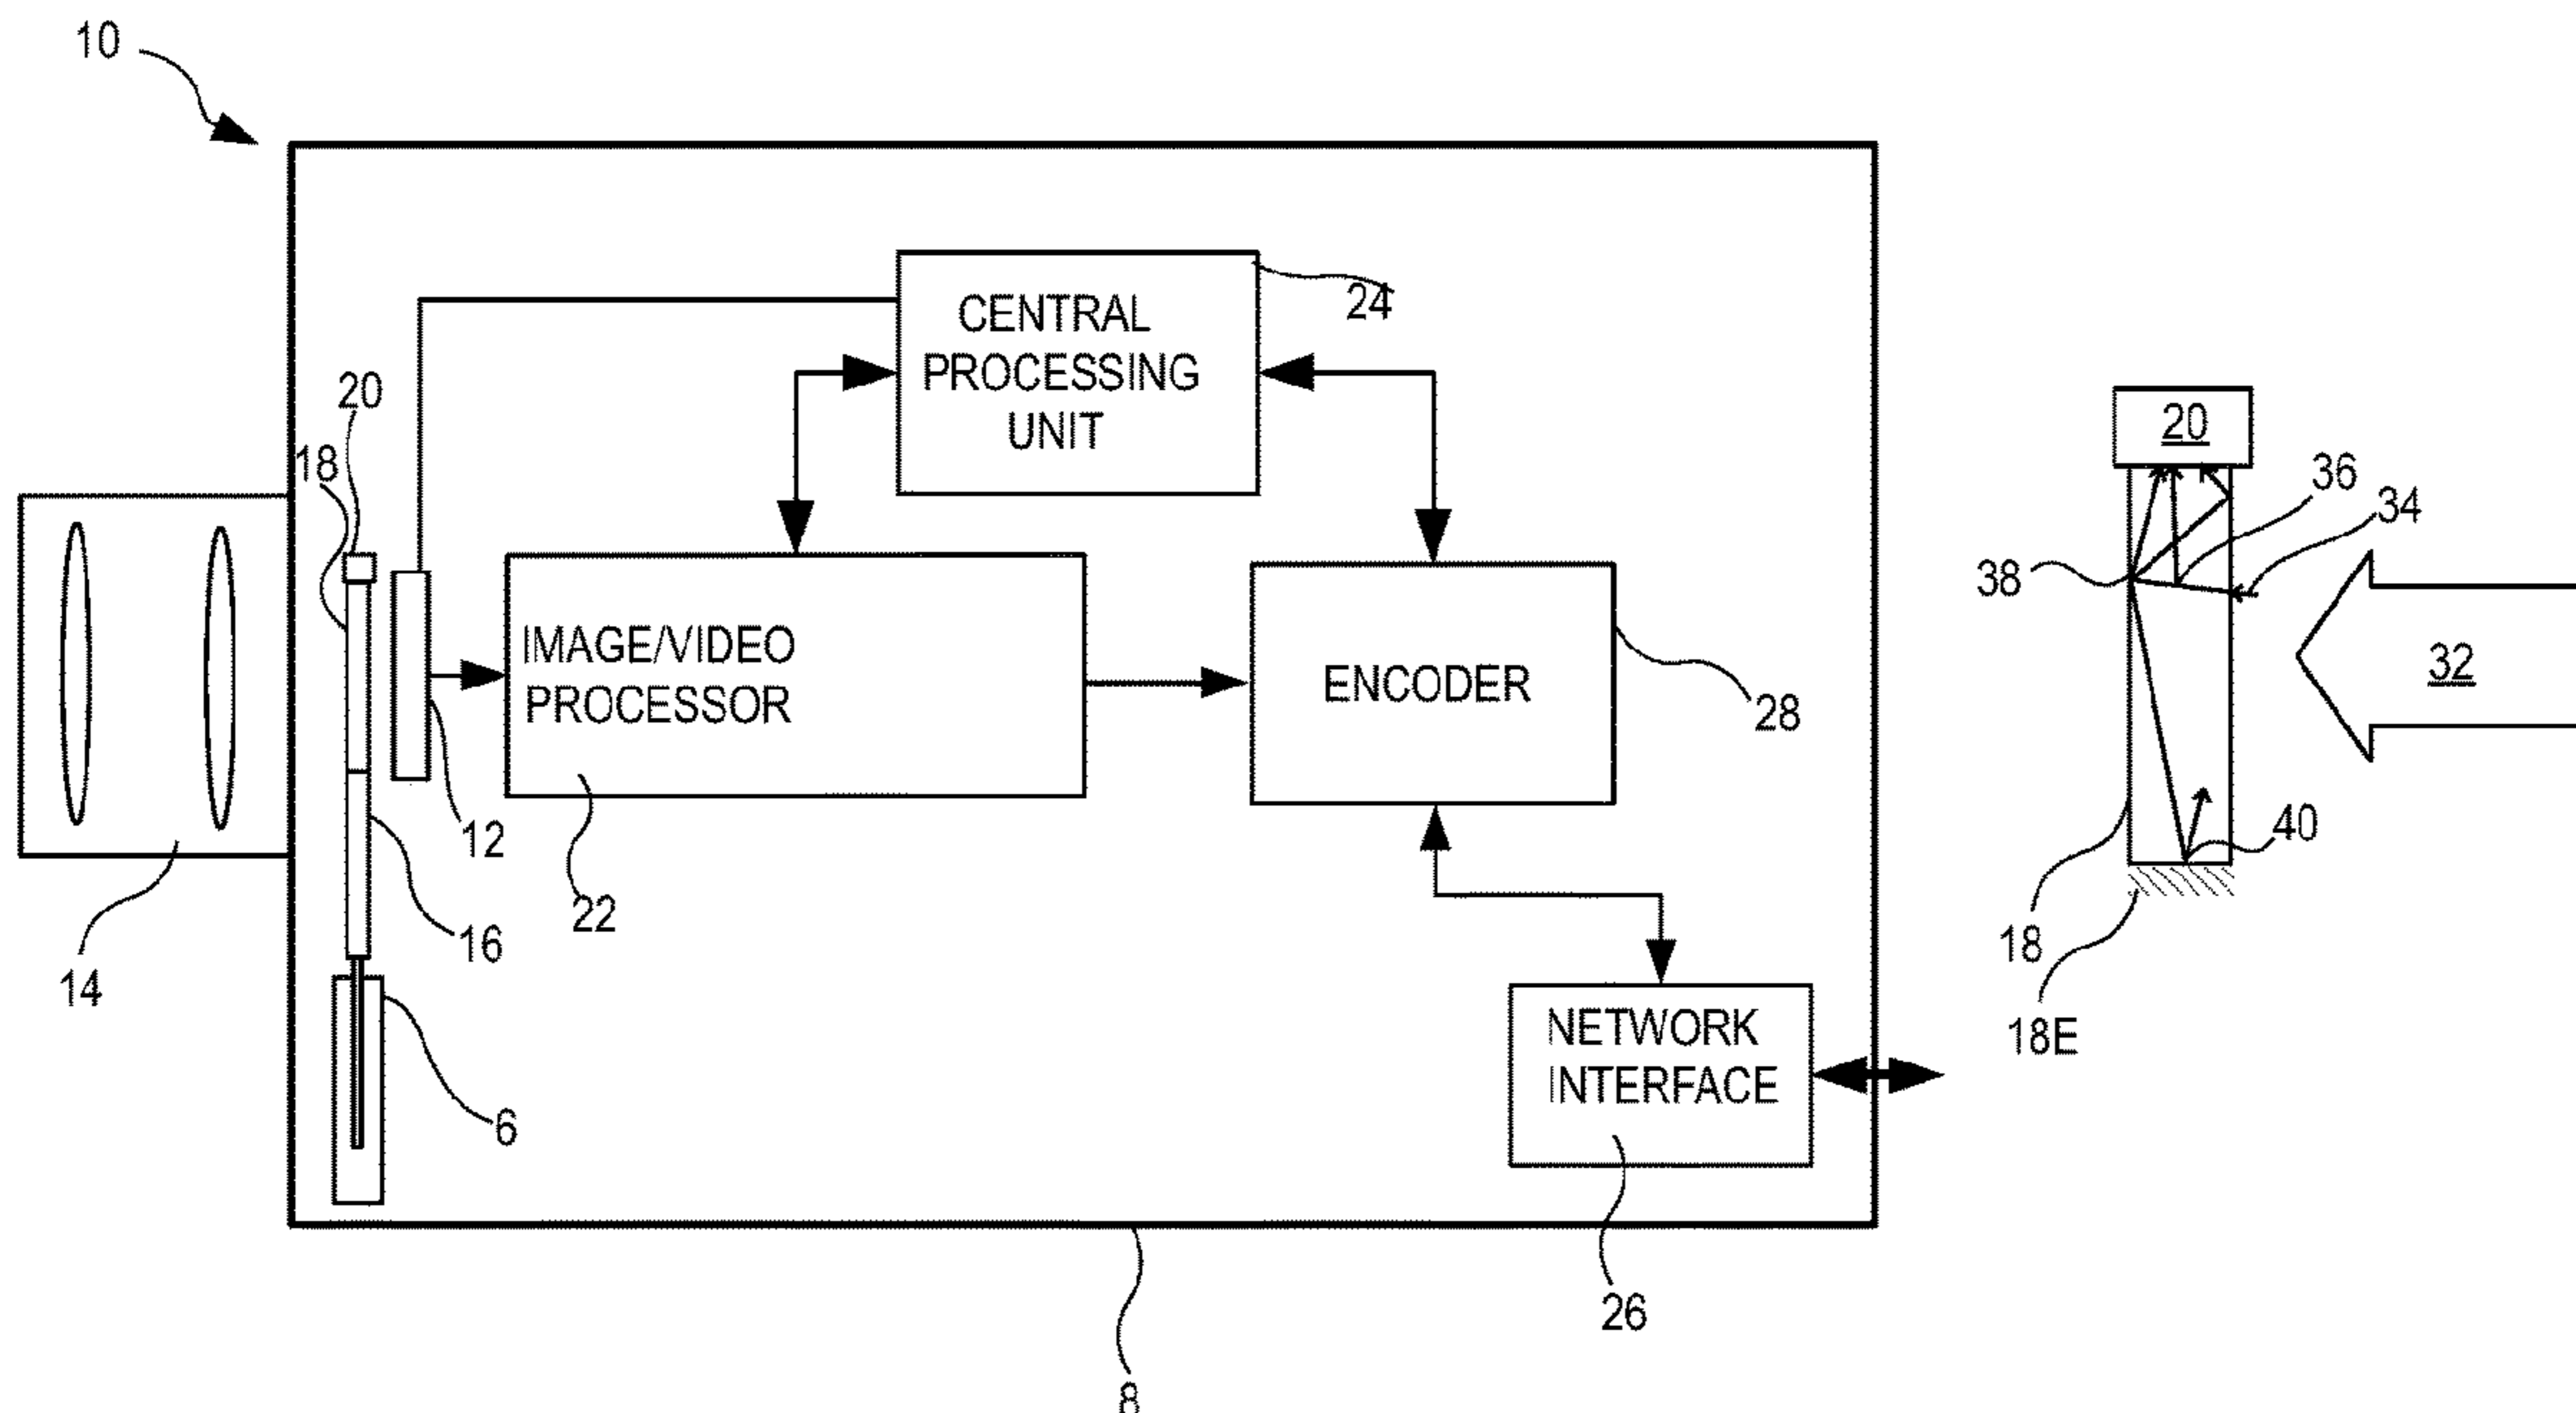 10
CENTRAL
PROCESSING
UNIT
24
20
18
IMAGE/VIDEO
PROCESSOR
22
ENCODER
28
12
16
14
6
NETWORK
INTERFACE
26
8
20
36
34
38
32
40
18
18E